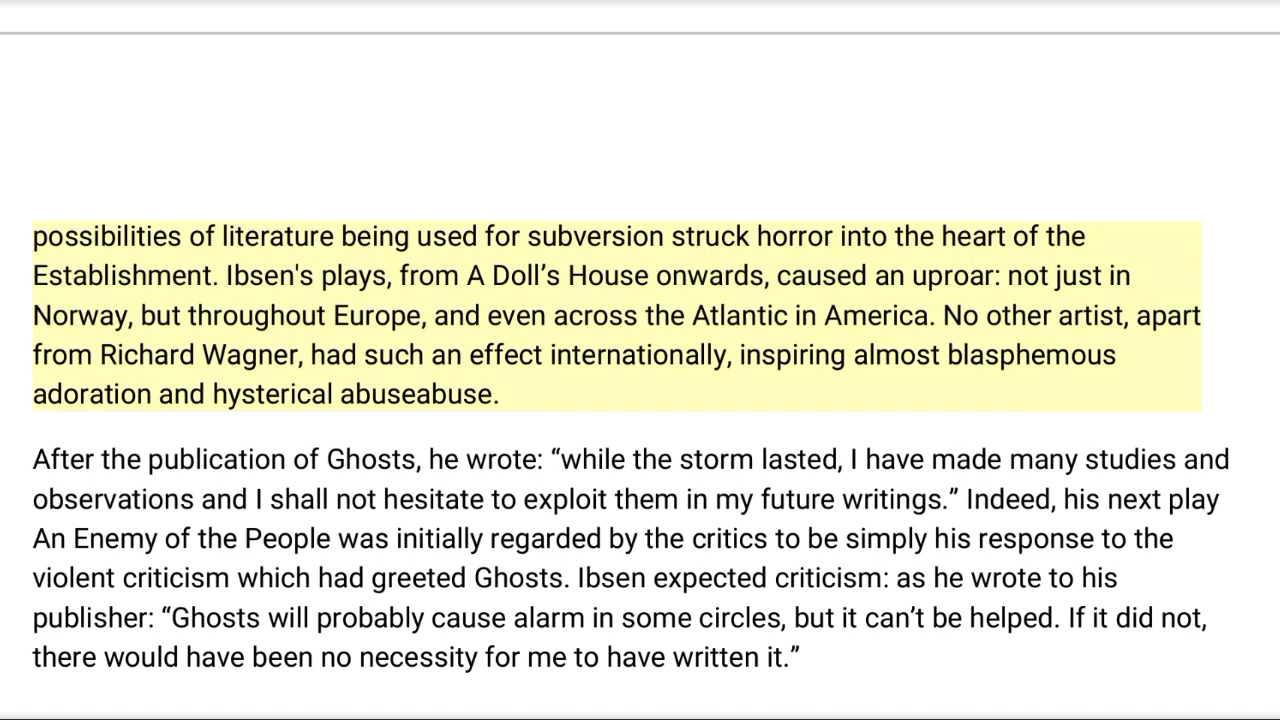 possibilities of literature being used for subversion struck horror into the heart of the
Establishment. Ibsen's plays, from A Doll’s House onwards, caused an uproar: not just in
Norway, but throughout Europe, and even across the Atlantic in America. No other artist, apart
from Richard Wagner, had such an effect internationally, inspiring almost blasphemous
adoration and hysterical abuseabuse.
After the publication of Ghosts, he wrote: “while the storm lasted, I have made many studies and
observations and I shall not hesitate to exploit them in my future writings.” Indeed, his next play
An Enemy of the People was initially regarded by the critics to be simply his response to the
violent criticism which had greeted Ghosts. Ibsen expected criticism: as he wrote to his
publisher: “Ghosts will probably cause alarm in some circles, but it can’t be helped. If it did not,
there would have been no necessity for me to have written it.”